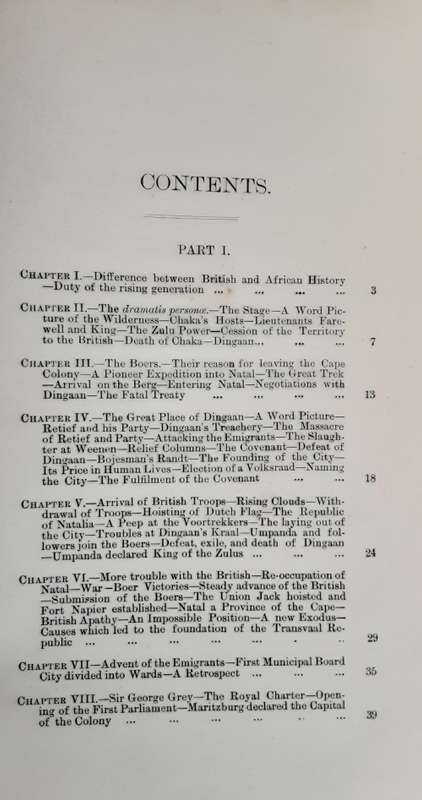 CONTENTS.
PART I.
CHAPTER I.—Difference between British and African History
—Duty of the rising generation ... ... ... ... 3
CHAPTER II.—The dramatis personæ.—The Stage—A Word Pic-
ture of the Wilderness—Chaka's Hosts—Lieutenants Fare-
well and King—The Zulu Power—Cession of the Territory
to the British—Death of Chaka—Dingaan... ... ... 7
CHAPTER III.—The Boers.—Their reason for leaving the Cape
Colony—A Pioneer Expedition into Natal—The Great Trek
—Arrival on the Berg—Entering Natal—Negotiations with
Dingaan—The Fatal Treaty ... ... ... ... 13
CHAPTER IV.—The Great Place of Dingaan—A Word Picture—
Retief and his Party—Dingaan's Treachery—The Massacre
of Retief and Party—Attacking the Emigrants—The Slaugh-
ter at Weenen—Relief Columns—The Covenant—Defeat of
Dingaan—Bojesman's Randt—The Founding of the City—
Its Price in Human Lives—Election of a Volksraad—Naming
the City—The Fulfilment of the Covenant ... ... 18
CHAPTER V.—Arrival of British Troops—Rising Clouds—With-
drawal of Troops—Hoisting of Dutch Flag—The Republic
of Natalia—A Peep at the Voortrekkers—The laying out of
the City—Troubles at Dingaan's Kraal—Umpanda and fol-
lowers join the Boers—Defeat, exile, and death of Dingaan
—Umpanda declared King of the Zulus ... ... ... 24
CHAPTER VI.—More trouble with the British—Re-occupation of
Natal—War—Boer Victories—Steady advance of the British
—Submission of the Boers—The Union Jack hoisted and
Fort Napier established—Natal a Province of the Cape—
British Apathy—An Impossible Position—A new Exodus—
Causes which led to the foundation of the Transvaal Re-
public ... ... ... ... ... . .. 29
CHAPTER VII—Advent of the Emigrants—First Municipal Board
City divided into Wards—A Retrospect ... ... ... 35
CHAPTER VIII.—Sir George Grey—The Royal Charter—Open-
ing of the First Parliament—Maritzburg declared the Capital
of the Colony ... ... ... ... .. ... 39